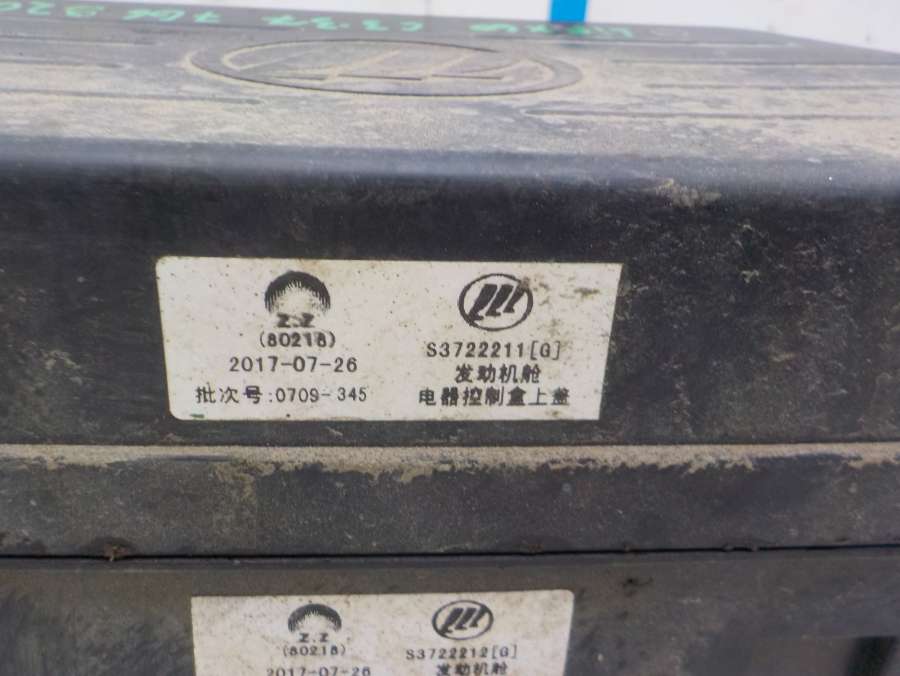 Z.Z
(80218)
2017-07-26
批次号:0709-345
S3722211[G]
发动机舱
电器控制盒上盖
Z.Z
(80218)
2017-07-26
S3722212[G]
发动机舱